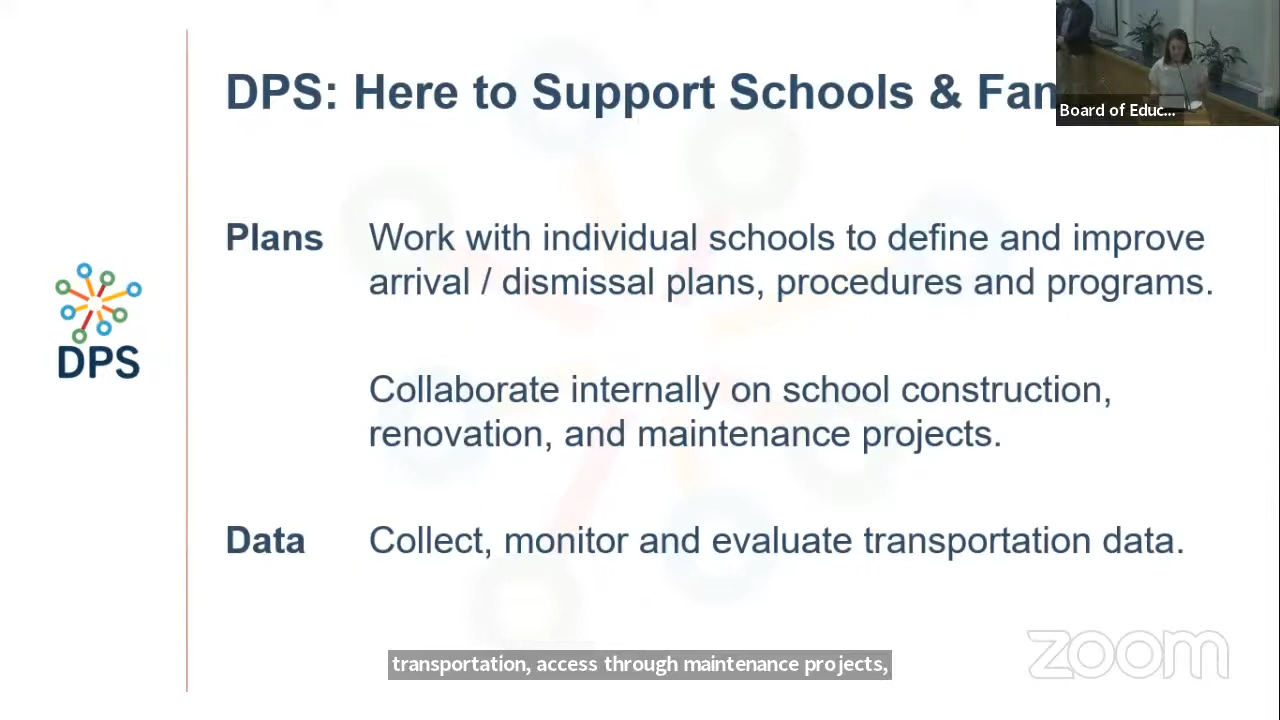 DPS: Here to Support Schools & Fam
Board of Educ...
Plans
Work with individual schools to define and improve
arrival / dismissal plans, procedures and programs.
DPS
Collaborate internally on school construction,
renovation, and maintenance projects.
Data
Collect, monitor and evaluate transportation data.
transportation, access through maintenance projects,
zoom